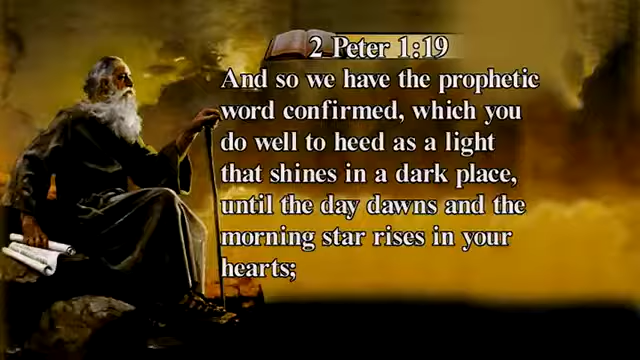 2 Peter 1:19
And so we have the prophetic
word confirmed, which you
do well to heed as a light
that shines in a dark place,
until the day dawns and the
morning star rises in your
hearts;